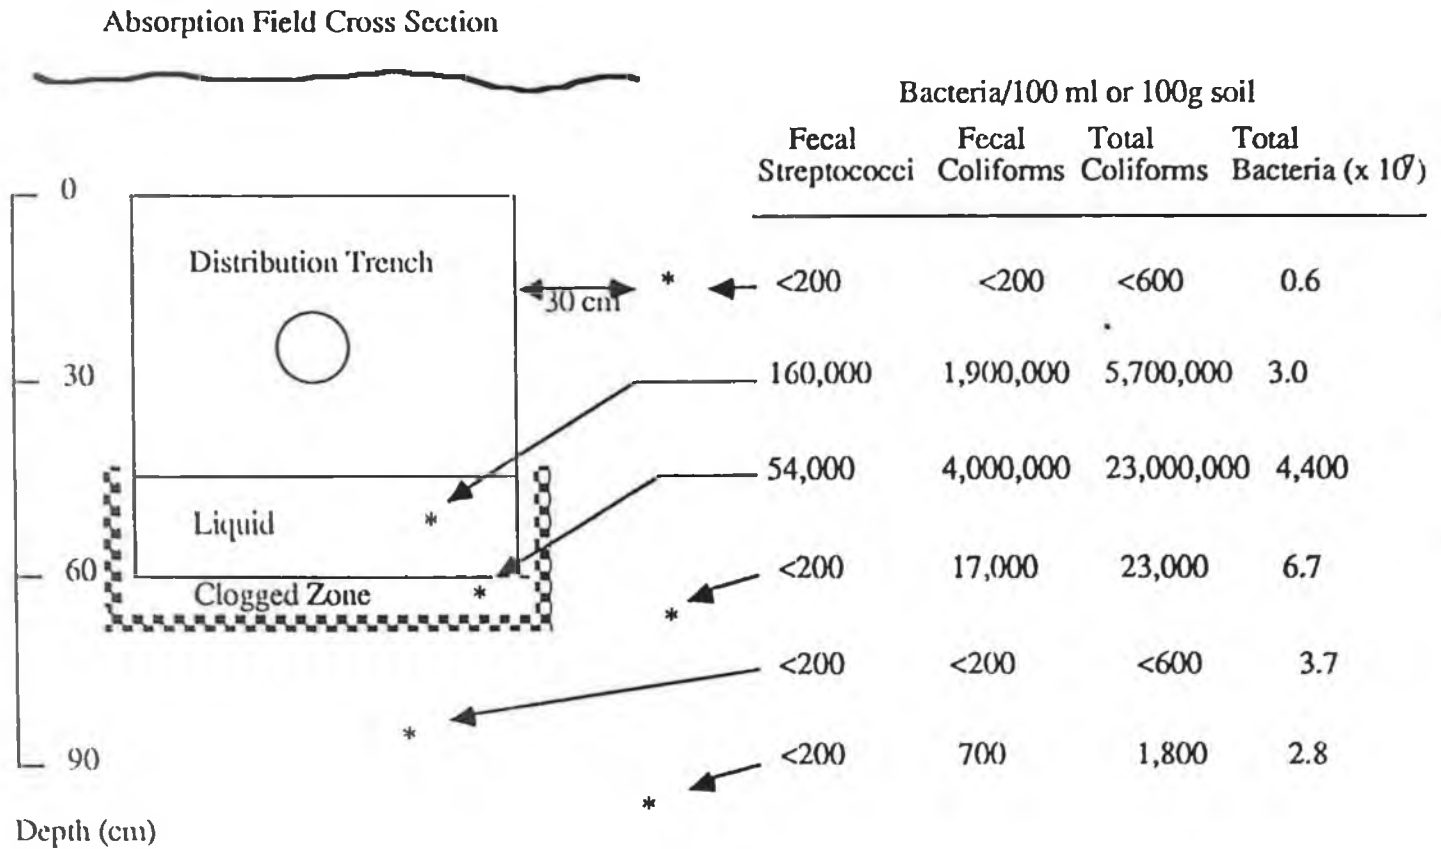 Absorption Field Cross Section
Bacteria/100 ml or 100g soil
Fecal Fecal Total Total
Streptococci Coliforms Coliforms Bacteria (x 10⁷)
0
Distribution Trench
30 cm * <200 <200 <600 0.6
30 160,000 1,900,000 5,700,000 3.0
54,000 4,000,000 23,000,000 4,400
Liquid *
60 <200 17,000 23,000 6.7
Clogged Zone * *
<200 <200 <600 3.7
*
90 <200 700 1,800 2.8
*
Depth (cm)